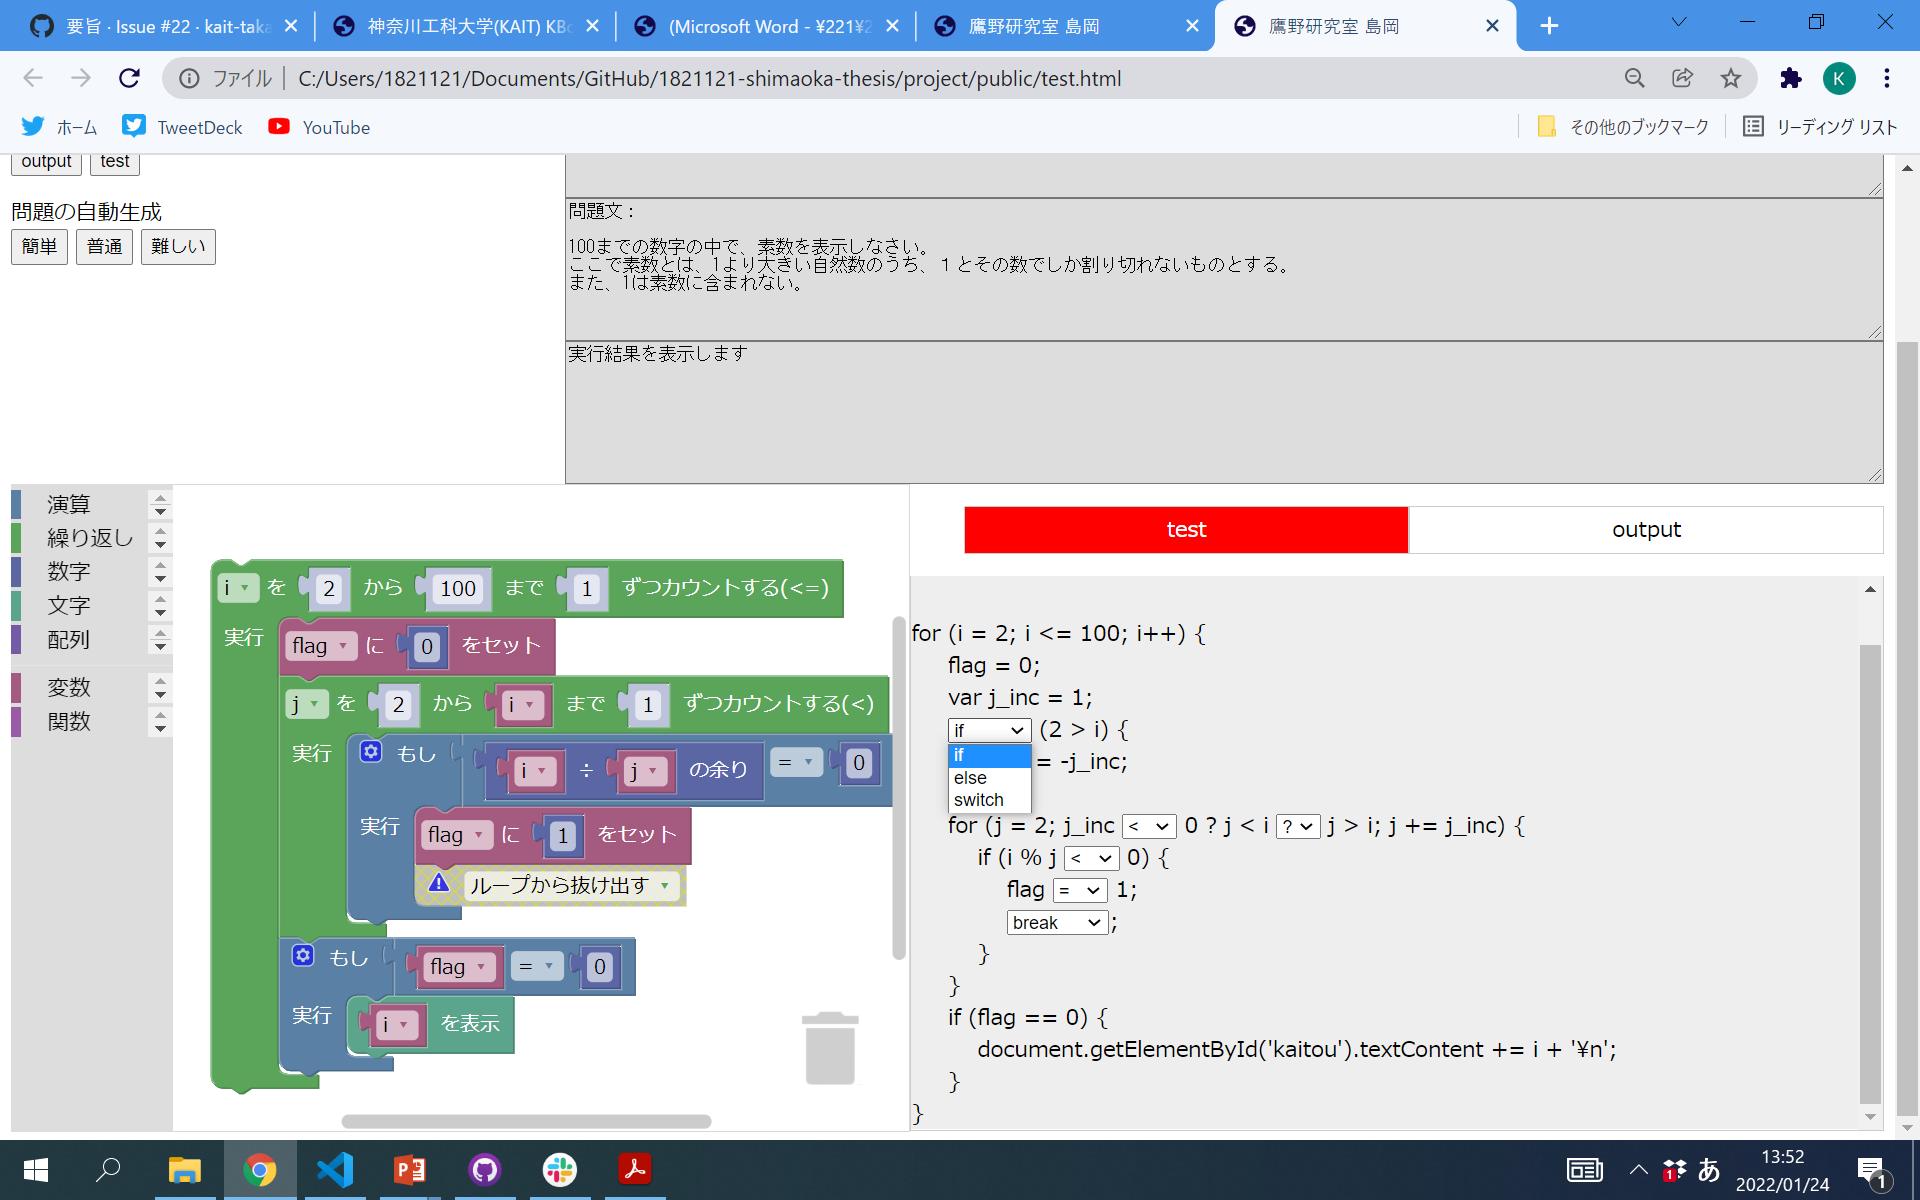 要旨 · Issue #22 · kait-taka
神奈川工科大学(KAIT) KBo
(Microsoft Word - ¥221¥2
鷹野研究室 島岡
鷹野研究室 島岡
ファイル
C:/Users/1821121/Documents/GitHub/1821121-shimaoka-thesis/project/public/test.html
K
ホーム
TweetDeck
YouTube
その他のブックマーク
リーディング リスト
output
test
問題の自動生成
簡単
普通
難しい
問題文：
100までの数字の中で、素数を表示しなさい。
ここで素数とは、1より大きい自然数のうち、１とその数でしか割り切れないものとする。
また、1は素数に含まれない。
実行結果を表示します
演算
繰り返し
数字
文字
配列
変数
関数
i を 2 から 100 まで 1 ずつカウントする(<=)
実行 flag に 0 をセット
j を 2 から i まで 1 ずつカウントする(<)
実行 もし i ÷ j の余り = 0
実行 flag に 1 をセット
ループから抜け出す
もし flag = 0
実行 i を表示
test
output
for (i = 2; i <= 100; i++) {
flag = 0;
var j_inc = 1;
if (2 > i) {
if
else
switch
= -j_inc;
for (j = 2; j_inc < 0 ? j < i ? j > i; j += j_inc) {
if (i % j < 0) {
flag = 1;
break ;
}
}
if (flag == 0) {
document.getElementById('kaitou').textContent += i + '¥n';
}
}
1
あ
13:52
2022/01/24
1